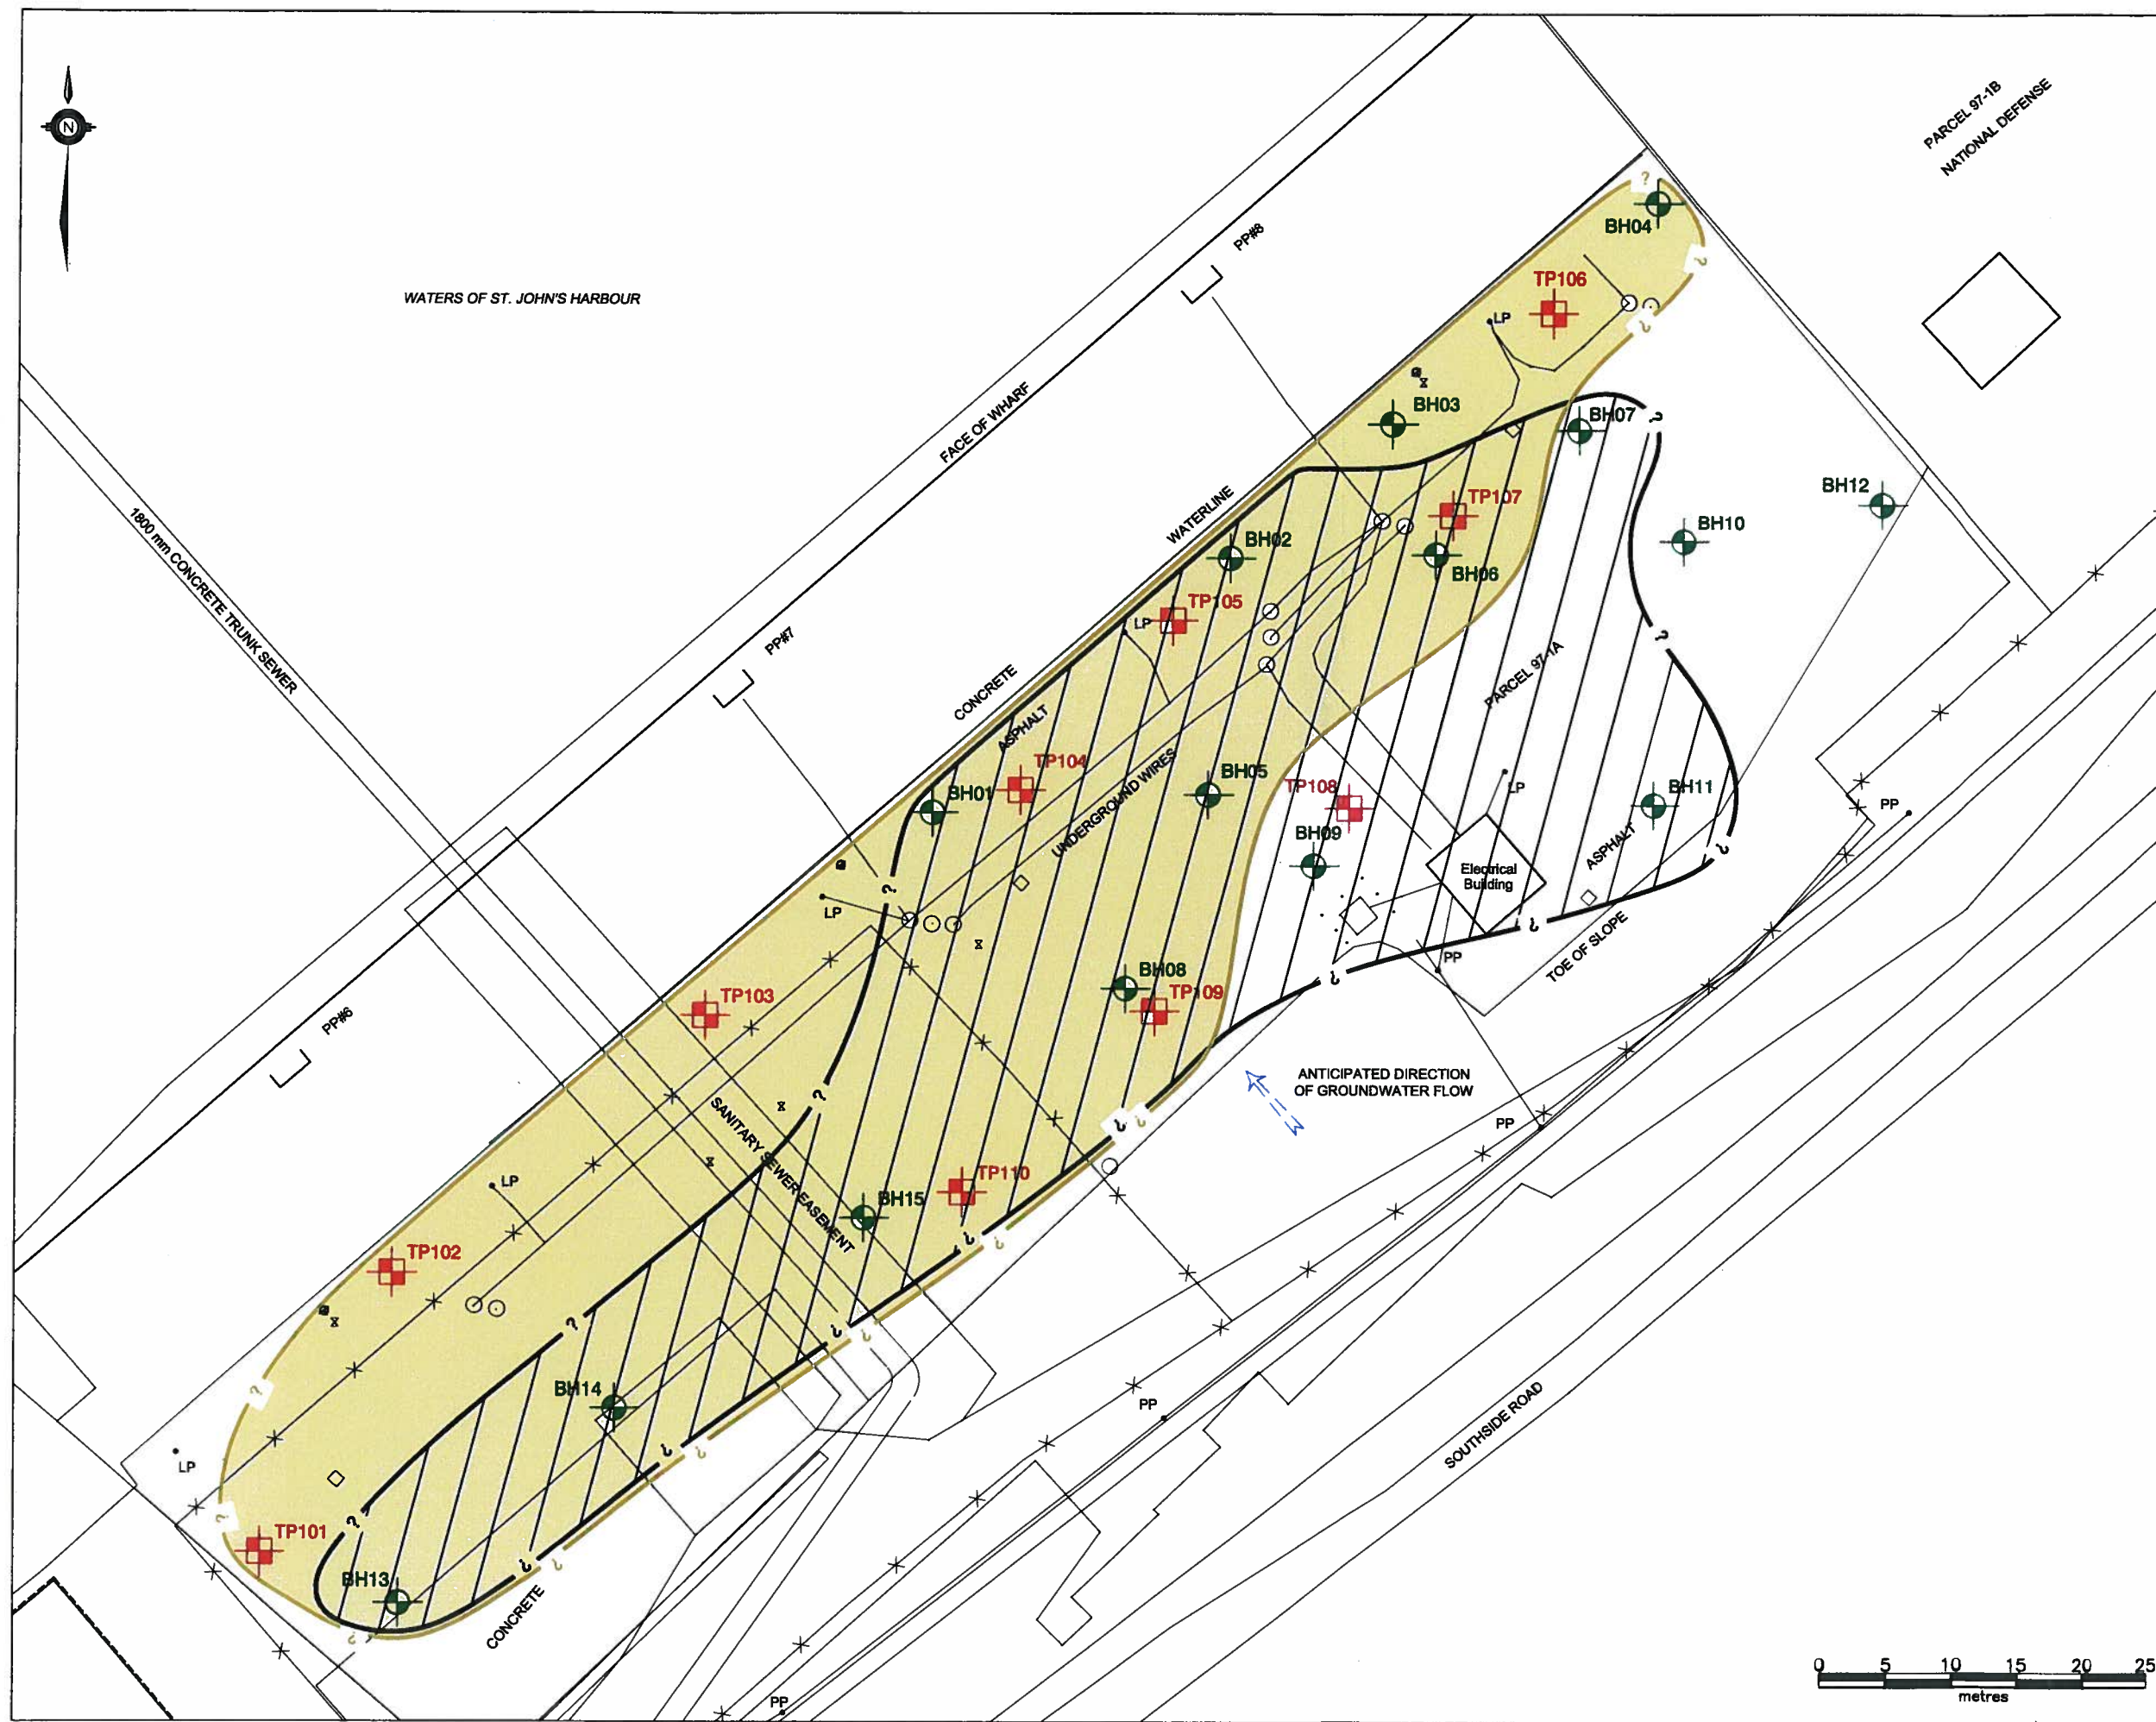 N
PARCEL 97-1B
NATIONAL DEFENSE
WATERS OF ST. JOHN'S HARBOUR
?
BH04
?
PP#8
TP106
LP
?
FACE OF WHARF
BH03
BH07
?
TP107
BH12
WATERLINE
BH10
1800 mm CONCRETE TRUNK SEWER
BH02
BH06
TP105
LP
?
PP#7
PARCEL 97-1A
CONCRETE
ASPHALT
TP104
BH01
UNDERGROUND WIRES
BH05
TP108
LP
BH11
PP
BH09
ASPHALT
?
Electrical
Building
?
LP
?
TOE OF SLOPE
PP
BH08
?
TP109
TP103
PP#6
ANTICIPATED DIRECTION
OF GROUNDWATER FLOW
?
SANITARY SEWER EASEMENT
PP
?
?
TP110
LP
BH15
TP102
?
?
?
?
?
?
BH14
PP
SOUTHSIDE ROAD
?
?
LP
?
?
TP101
?
?
BH13
CONCRETE
?
PP
0 5 10 15 20 25
metres